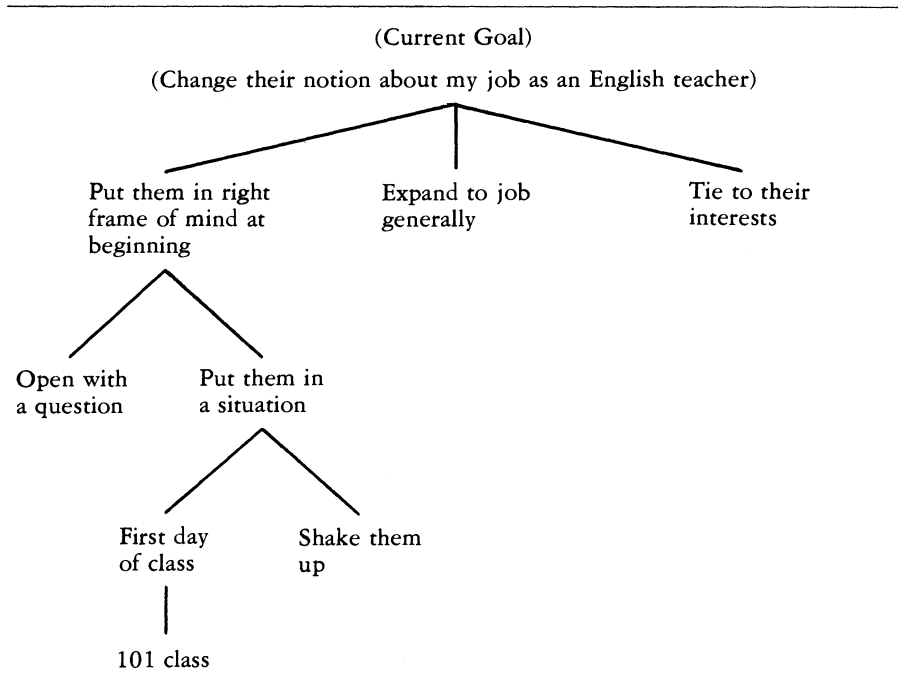 (Current Goal)
(Change their notion about my job as an English teacher)
Put them in right
frame of mind at
beginning
Expand to job
generally
Tie to their
interests
Open with
a question
Put them in
a situation
First day
of class
Shake them
up
101 class